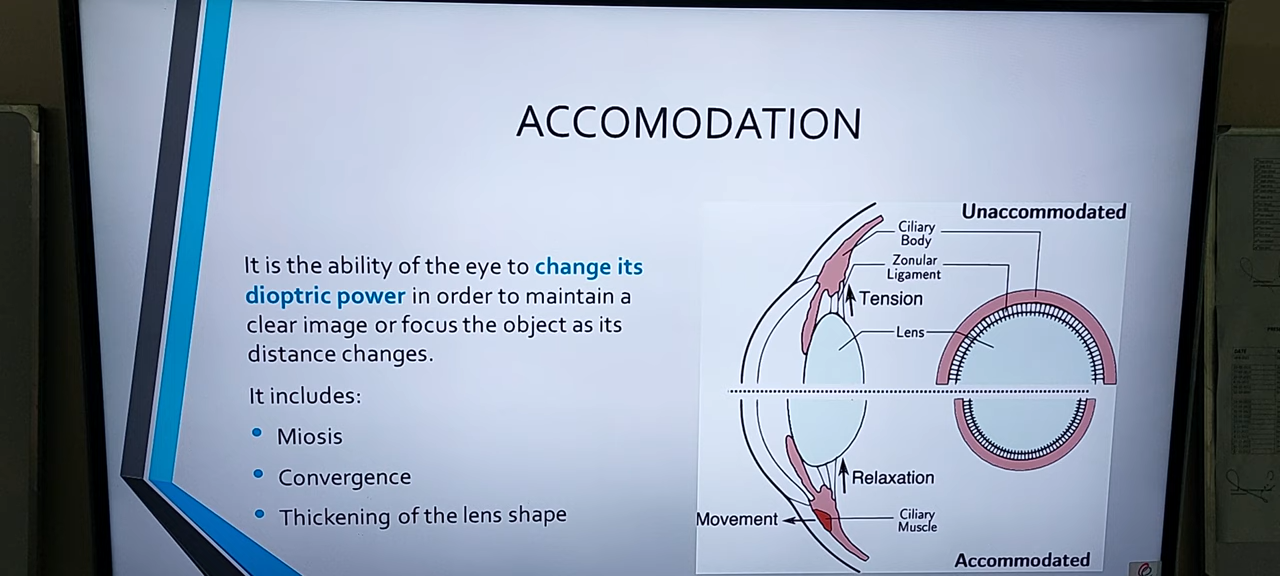 ACCOMODATION
It is the ability of the eye to change its
dioptric power in order to maintain a
clear image or focus the object as its
distance changes.
It includes:
• Miosis
• Convergence
• Thickening of the lens shape
Unaccommodated
Ciliary
Body
Zonular
Ligament
Tension
Lens
Relaxation
Movement
Ciliary
Muscle
Accommodated